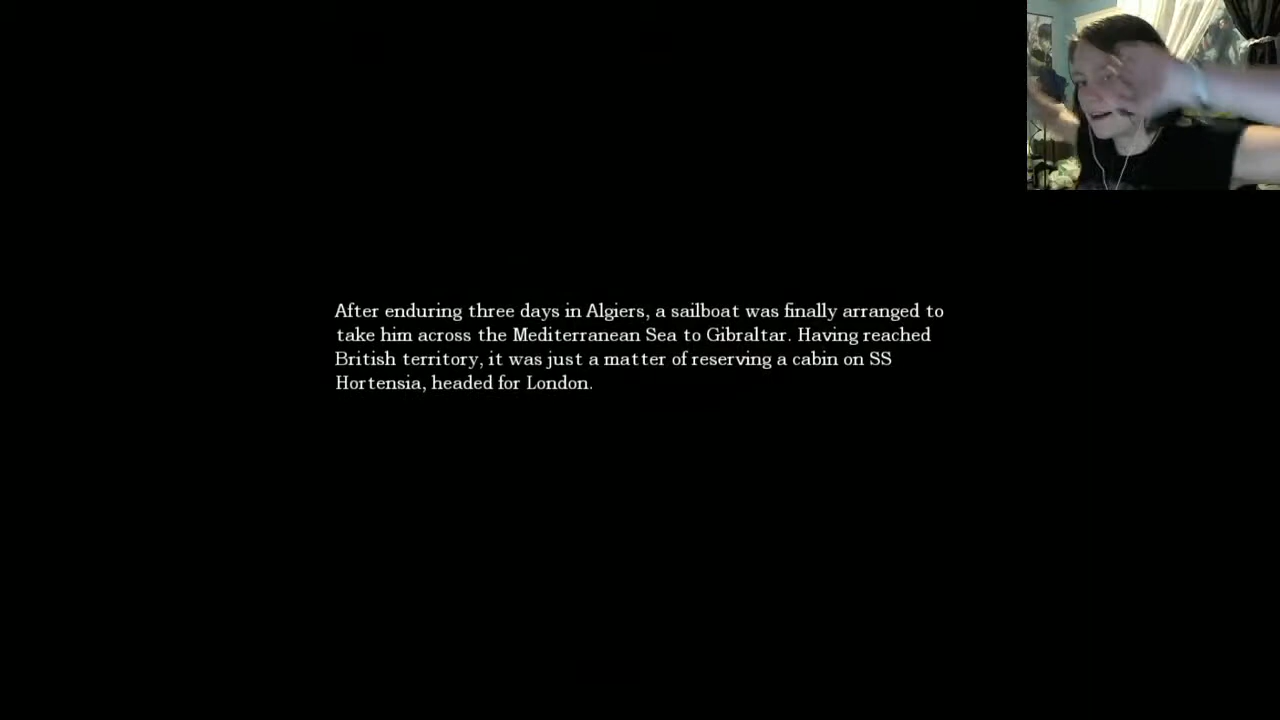 After enduring three days in Algiers, a sailboat was finally arranged to
take him across the Mediterranean Sea to Gibraltar. Having reached
British territory, it was just a matter of reserving a cabin on SS
Hortensia, headed for London.